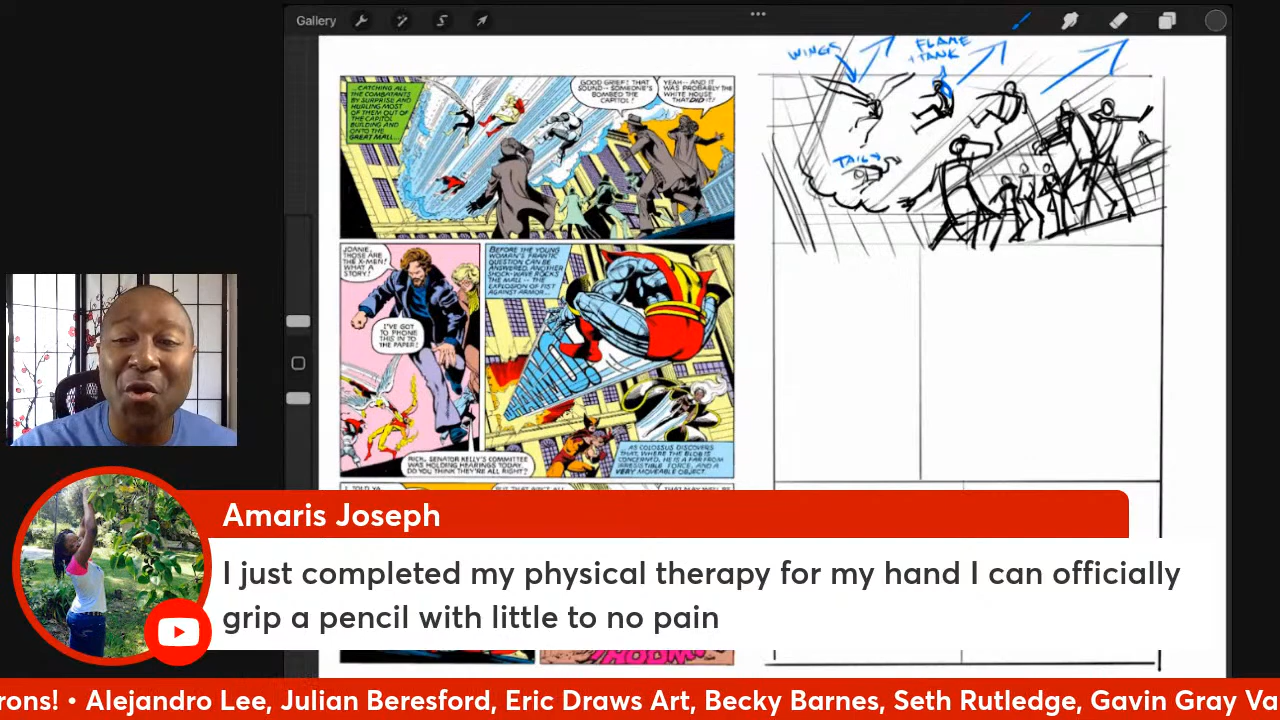 Gallery
WINGS
FLAME
TANK
TAIL
...CATCHING ALL
THE COMBATANTS
BY SURPRISE AND
HURLING MOST
OF THEM OUT OF
THE CAPITOL
BUILDING AND
ONTO THE
GREAT MALL...
GOOD GRIEF! THAT
SOUND-- SOMEONE'S
BOMBED THE
CAPITOL!
YEAH-- AND IT
WAS PROBABLY THE
WHITE HOUSE
THAT DID IT!
JOANIE,
THOSE ARE
THE X-MEN!
WHAT A
STORY!
I'VE GOT
TO PHONE
THIS IN TO
THE PAPER!
RICK, SENATOR KELLY'S COMMITTEE
WAS HOLDING HEARINGS TODAY.
DO YOU THINK THEY'RE ALL RIGHT?
BEFORE THE YOUNG
WOMAN'S FRANTIC
QUESTION CAN BE
ANSWERED, ANOTHER
SHOCK-WAVE ROCKS
THE MALL -- THE
EXPLOSION OF FIST
AGAINST ARMOR...
AS COLOSSUS DISCOVERS
THAT, WHERE THE BLOB IS
CONCERNED, HE IS A FAR FROM
IRRESISTIBLE FORCE, AND A
VERY MOVEABLE OBJECT.
I TOLD YA
Amaris Joseph
I just completed my physical therapy for my hand I can officially
grip a pencil with little to no pain
rons! • Alejandro Lee, Julian Beresford, Eric Draws Art, Becky Barnes, Seth Rutledge, Gavin Gray Va